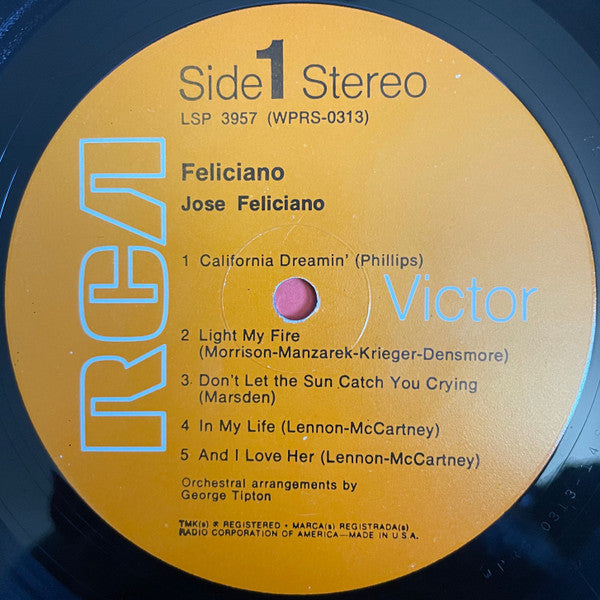 Side 1 Stereo
LSP 3957 (WPRS-0313)
Feliciano
Jose Feliciano
RCA
1 California Dreamin' (Phillips)
Victor
2 Light My Fire
(Morrison-Manzarek-Krieger-Densmore)
3 Don't Let the Sun Catch You Crying
(Marsden)
4 In My Life (Lennon-McCartney)
5 And I Love Her (Lennon-McCartney)
Orchestral arrangements by
George Tipton
TMK(s) ® REGISTERED • MARCA(s) REGISTRADA(s)
RADIO CORPORATION OF AMERICA—MADE IN U.S.A.